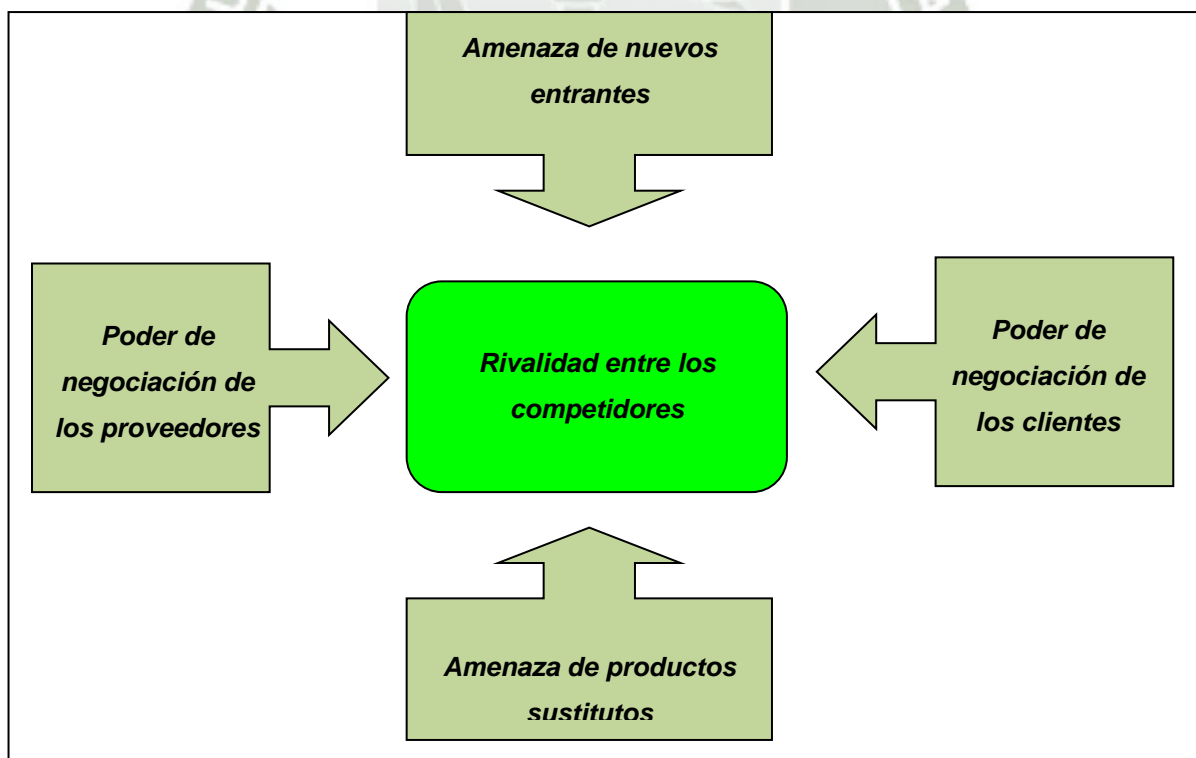 Amenaza de nuevos
entrantes
Poder de
negociación de
los proveedores
Rivalidad entre los
competidores
Poder de
negociación de
los clientes
Amenaza de productos
sustitutos